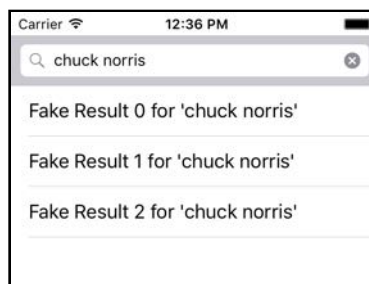 Carrier 12:36 PM
chuck norris
Fake Result 0 for 'chuck norris'
Fake Result 1 for 'chuck norris'
Fake Result 2 for 'chuck norris'